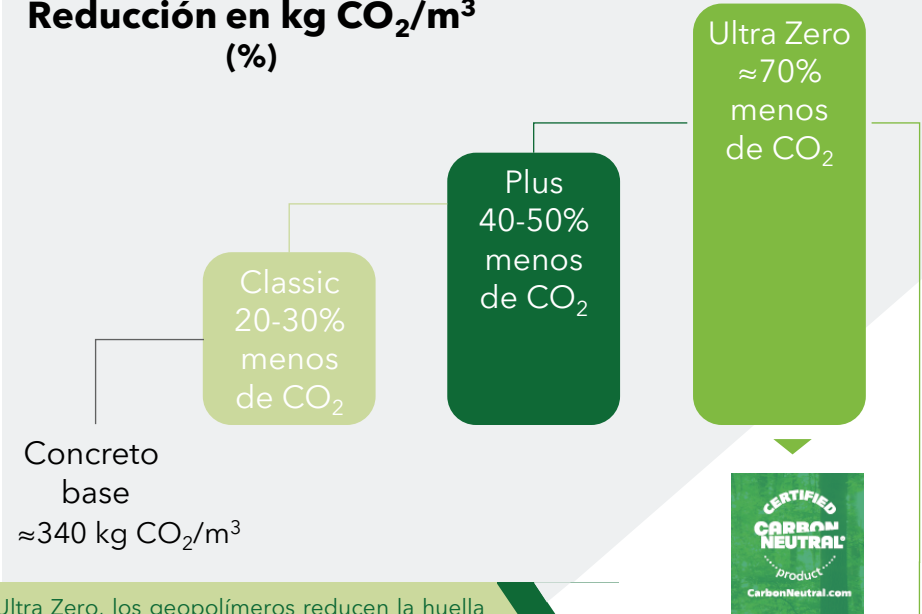 Reducción en kg CO₂/m³
(%)
Ultra Zero
≈70%
menos
de CO₂
Plus
40-50%
menos
de CO₂
Classic
20-30%
menos
de CO₂
Concreto
base
≈340 kg CO₂/m³
CERTIFIED
CARBON
NEUTRAL®
product
CarbonNeutral.com
Ultra Zero, los geopolímeros reducen la huella